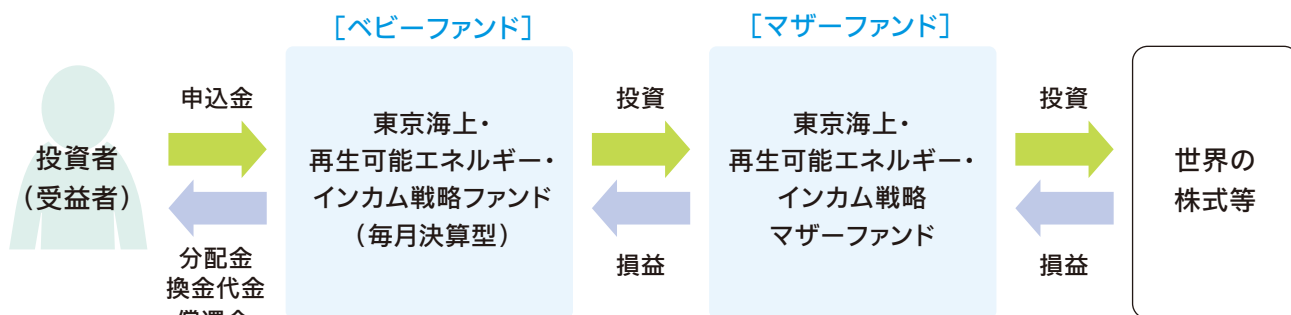 [ベビーファンド]
[マザーファンド]
投資者
(受益者)
申込金
分配金
換金代金
償還金
東京海上・
再生可能エネルギー・
インカム戦略ファンド
(毎月決算型)
投資
損益
東京海上・
再生可能エネルギー・
インカム戦略
マザーファンド
投資
損益
世界の
株式等